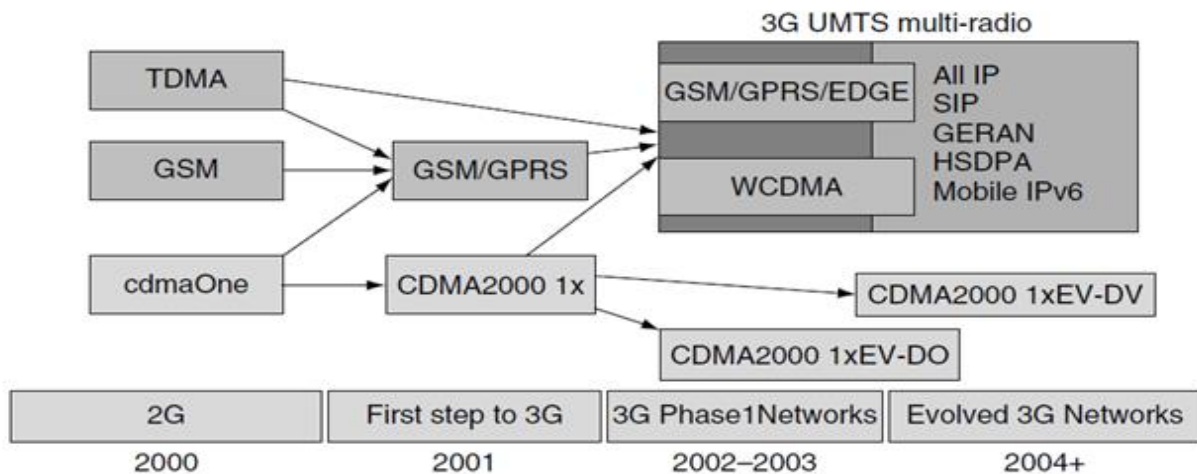 3G UMTS multi-radio
TDMA
GSM/GPRS/EDGE
All IP
SIP
GERAN
HSDPA
Mobile IPv6
GSM
GSM/GPRS
WCDMA
cdmaOne
CDMA2000 1x
CDMA2000 1xEV-DV
CDMA2000 1xEV-DO
2G
First step to 3G
3G Phase1Networks
Evolved 3G Networks
2000
2001
2002–2003
2004+